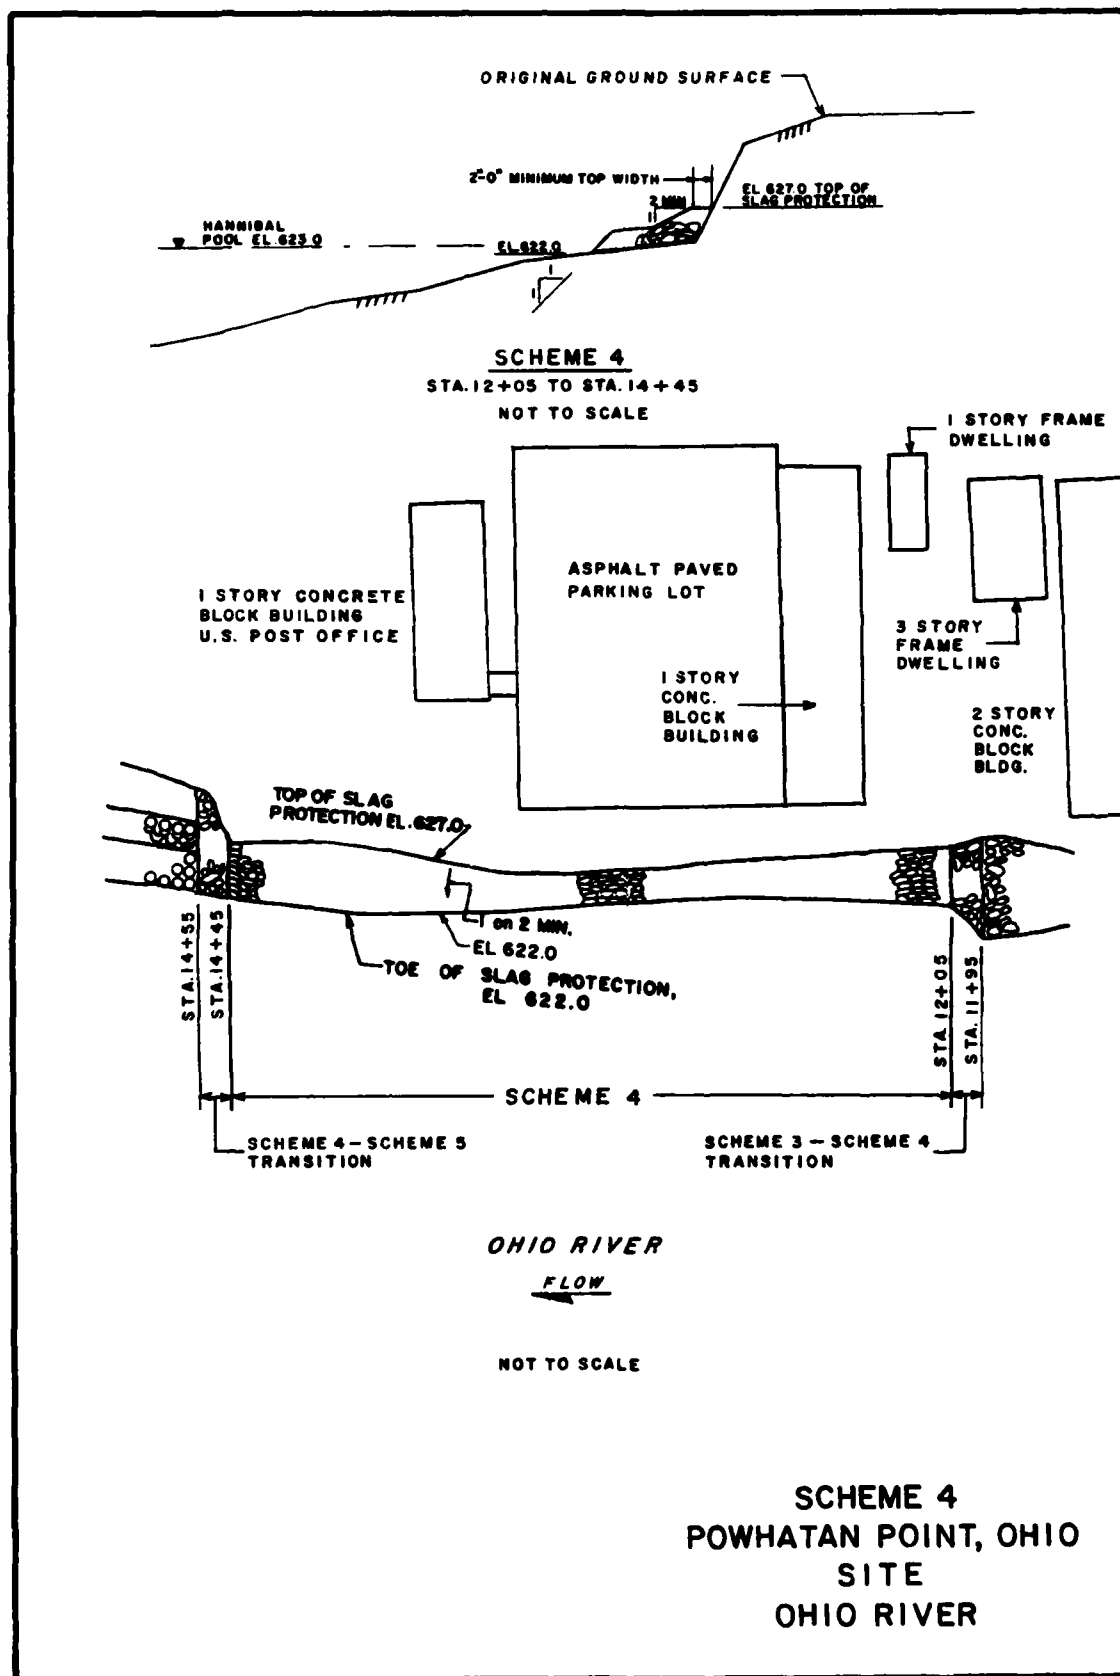 ORIGINAL GROUND SURFACE
2'-0" MINIMUM TOP WIDTH
EL 627.0 TOP OF
SLAG PROTECTION
2 MIN
1
HANNIBAL
POOL EL. 623.0
EL. 622.0
1
1
SCHEME 4
STA. 12+05 TO STA. 14+45
NOT TO SCALE
1 STORY FRAME
DWELLING
ASPHALT PAVED
PARKING LOT
1 STORY CONCRETE
BLOCK BUILDING
U.S. POST OFFICE
3 STORY
FRAME
DWELLING
1 STORY
CONC.
BLOCK
BUILDING
2 STORY
CONC.
BLOCK
BLDG.
TOP OF SLAG
PROTECTION EL. 627.0
1 on 2 MIN.
EL 622.0
TOE OF SLAG PROTECTION,
EL 622.0
STA. 14+55
STA. 14+45
STA. 12+05
STA. 11+95
SCHEME 4
SCHEME 4 - SCHEME 5
TRANSITION
SCHEME 3 - SCHEME 4
TRANSITION
OHIO RIVER
FLOW
NOT TO SCALE
SCHEME 4
POWHATAN POINT, OHIO
SITE
OHIO RIVER